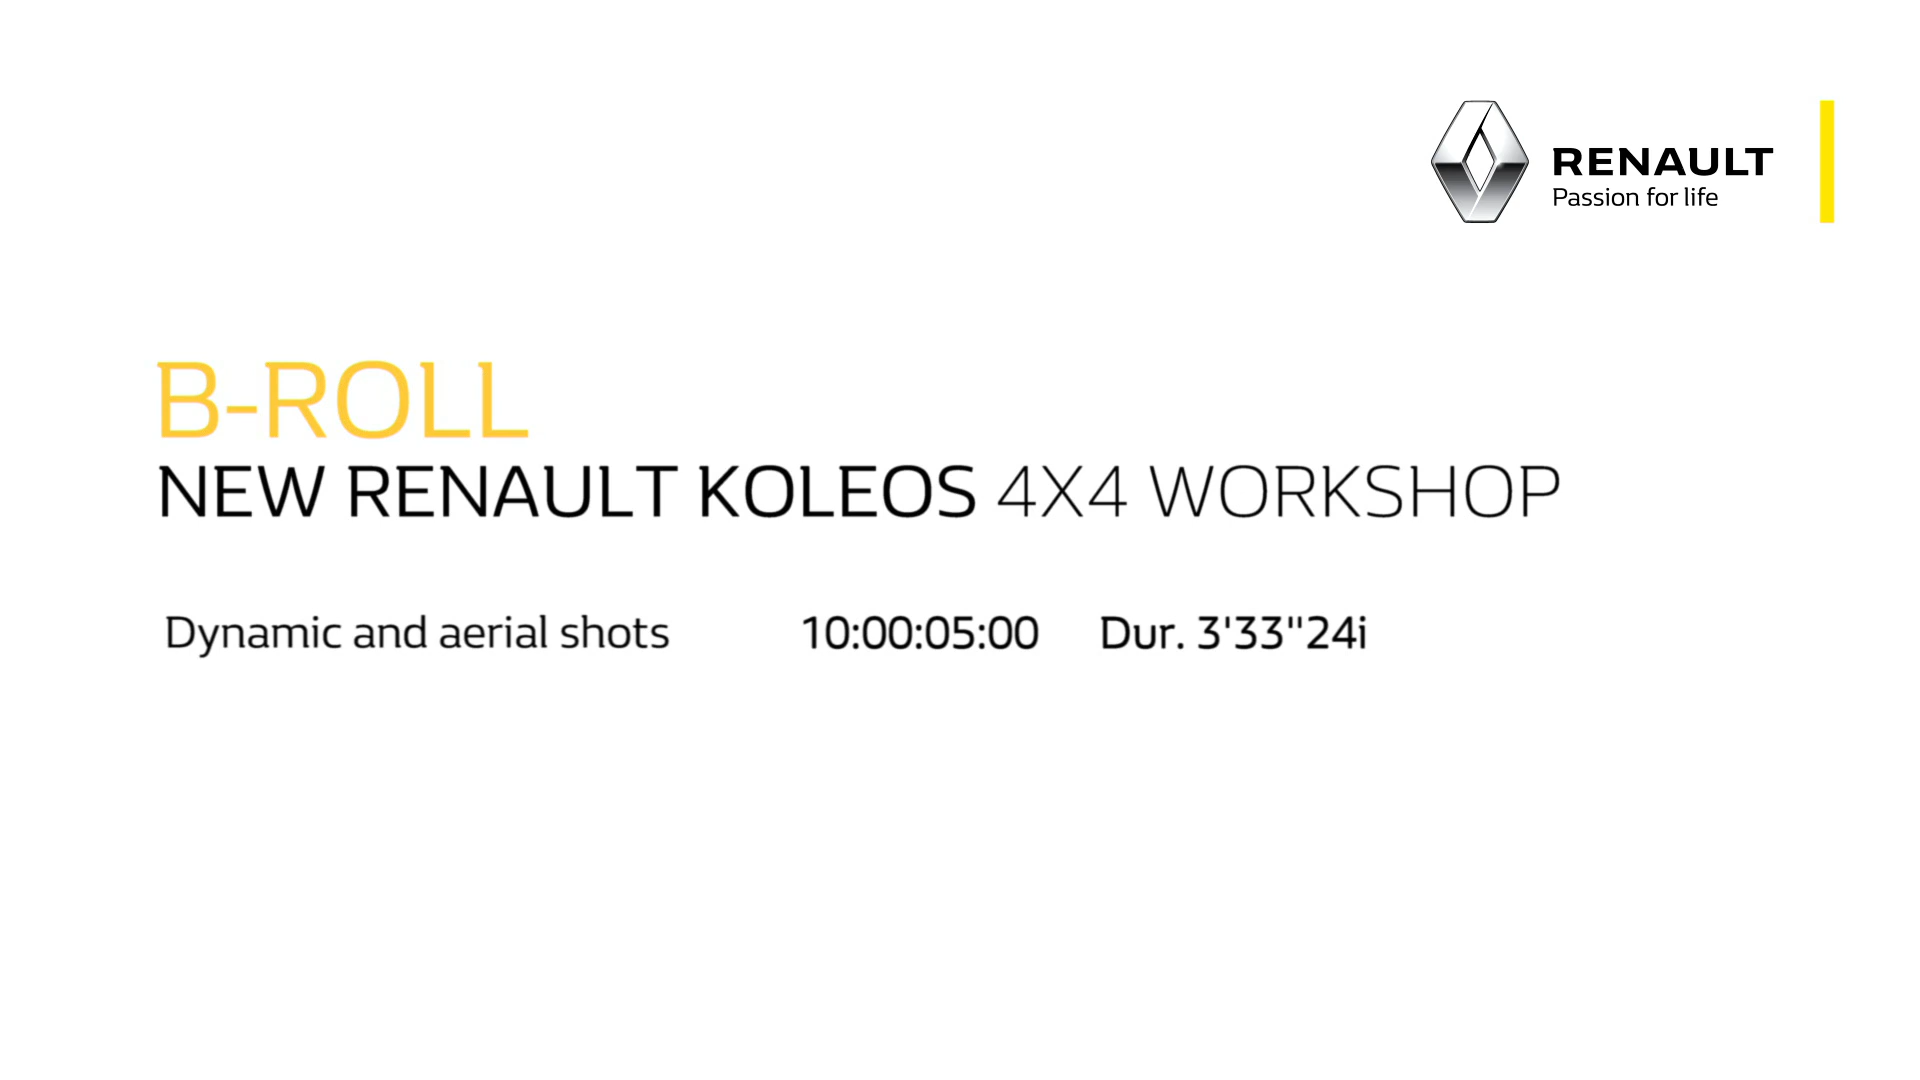 RENAULT
Passion for life
B-ROLL
NEW RENAULT KOLEOS 4X4 WORKSHOP
Dynamic and aerial shots 10:00:05:00 Dur. 3'33"24i